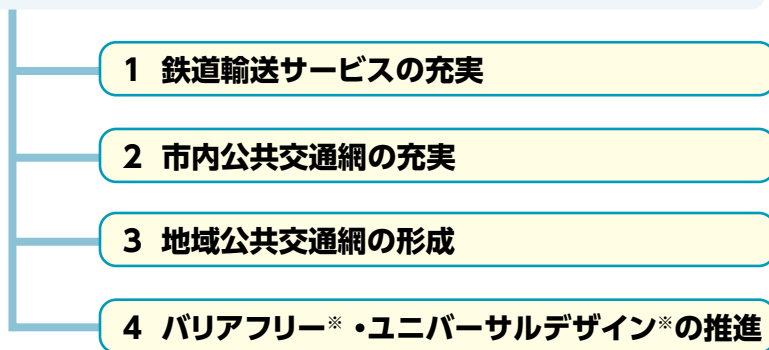 1 鉄道輸送サービスの充実
2 市内公共交通網の充実
3 地域公共交通網の形成
4 バリアフリー※・ユニバーサルデザイン※の推進